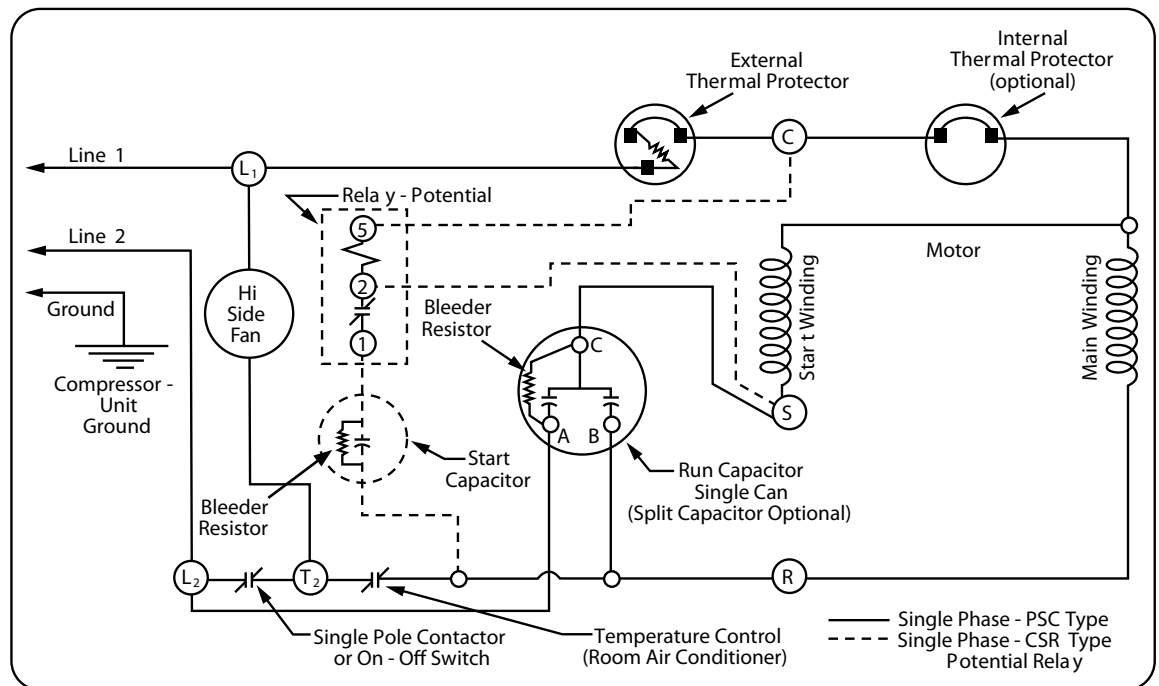 External
Thermal Protector
Internal
Thermal Protector
(optional)
Line 1
L1
C
Rela y - Potential
5
Line 2
Motor
Hi
Side
Fan
2
Bleeder
Resistor
Ground
1
C
Star t Winding
Main Winding
Compressor -
Unit
Ground
A
B
S
Start
Capacitor
Run Capacitor
Single Can
(Split Capacitor Optional)
Bleeder
Resistor
L2
T2
R
Single Pole Contactor
or On - Off Switch
Temperature Control
(Room Air Conditioner)
Single Phase - PSC Type
Single Phase - CSR Type
Potential Rela y